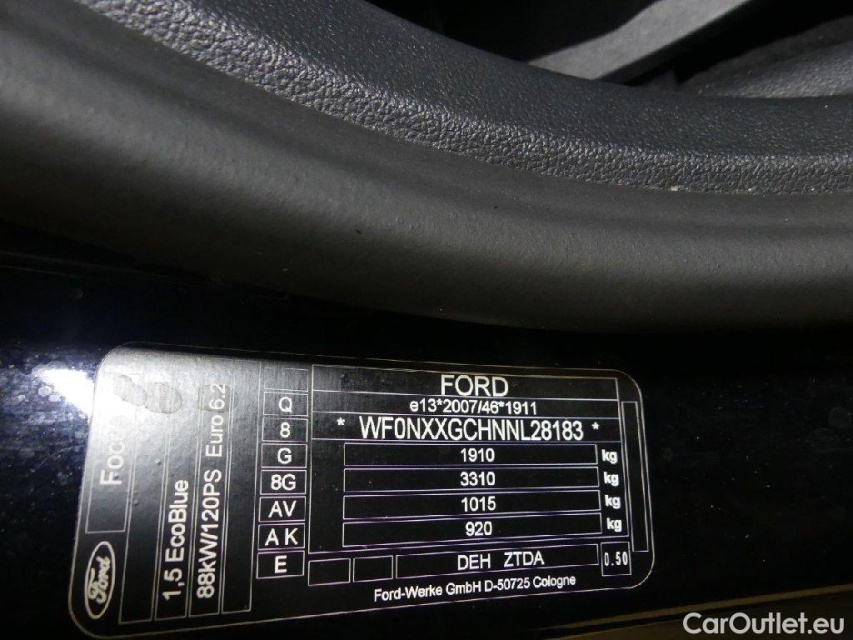 FORD
e13*2007/46*1911
* WF0NXXGCHNNL28183 *
Q
8
G 1910 kg
8G 3310 kg
AV 1015 kg
AK 920 kg
E DEH ZTDA 0.50
Ford-Werke GmbH D-50725 Cologne
1,5 EcoBlue
88kW/120PS Euro 6.2
Ford
CarOutlet.eu